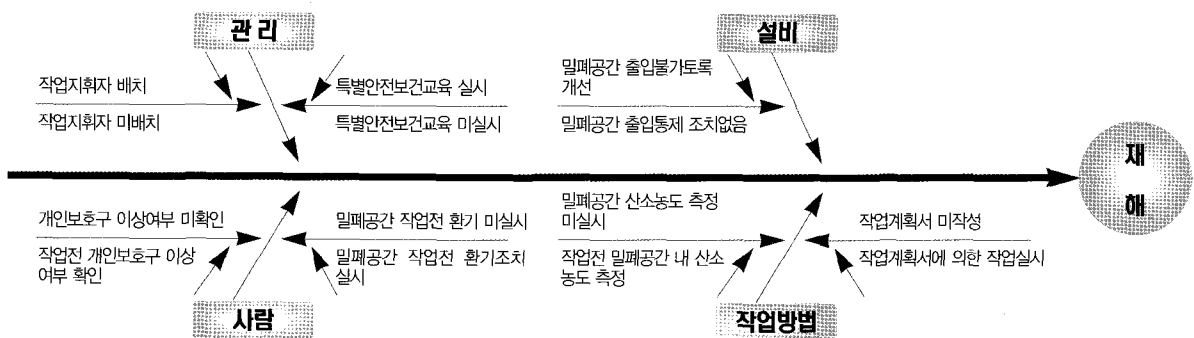 관 리
설비
작업지휘자 배치
작업지휘자 미배치
특별안전보건교육 실시
특별안전보건교육 미실시
밀폐공간 출입불가토록
개선
밀폐공간 출입통제 조치없음
재
해
개인보호구 이상여부 미확인
작업전 개인보호구 이상
여부 확인
밀폐공간 작업전 환기 미실시
밀폐공간 작업전 환기조치
실시
밀폐공간 산소농도 측정
미실시
작업전 밀폐공간 내 산소
농도 측정
작업계획서 미작성
작업계획서에 의한 작업실시
사람
작업방법